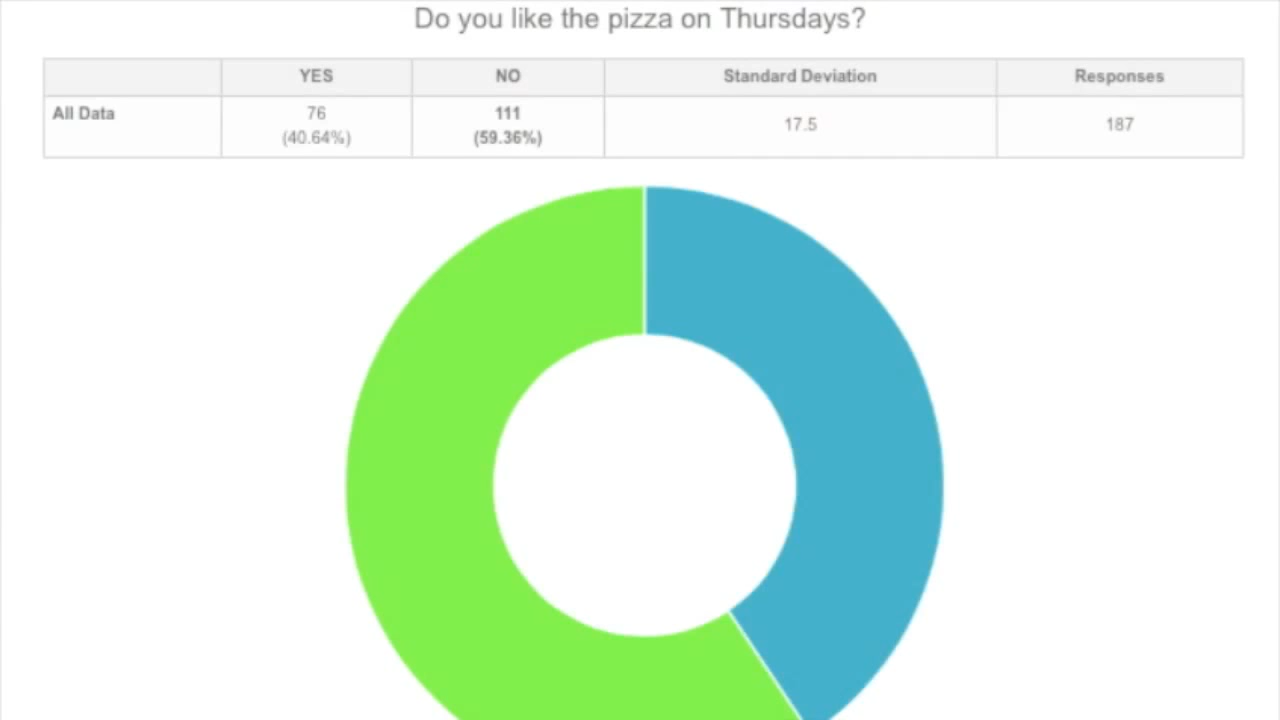 Do you like the pizza on Thursdays?
YES NO Standard Deviation Responses
All Data 76 111 17.5 187
(40.64%) (59.36%)